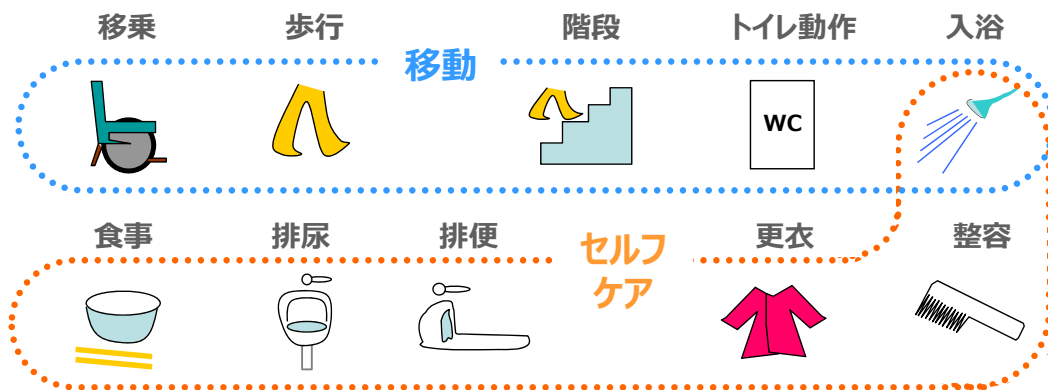 移乗
歩行
階段
トイレ動作
入浴
移動
WC
食事
排尿
排便
セルフ
ケア
更衣
整容